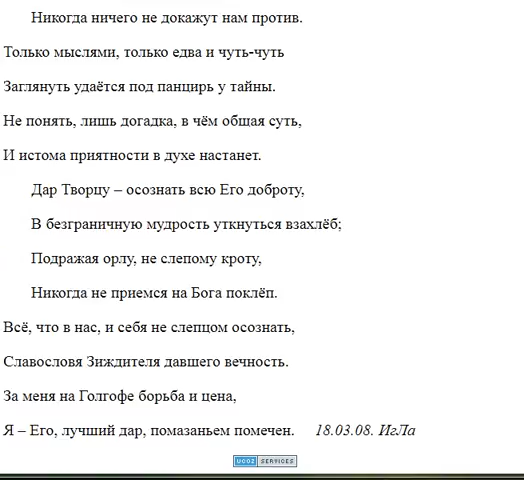 Никогда ничего не докажут нам против.
Только мыслями, только едва и чуть-чуть
Заглянуть удаётся под панцирь у тайны.
Не понять, лишь догадка, в чём общая суть,
И истома приятности в духе настанет.
Дар Творцу – осознать всю Его доброту,
В безграничную мудрость уткнуться взахлёб;
Подражая орлу, не слепому кроту,
Никогда не приемся на Бога поклёп.
Всё, что в нас, и себя не слепцом осознать,
Славословя Зиждителя давшего вечность.
За меня на Голгофе борьба и цена,
Я – Его, лучший дар, помазаньем помечен. 18.03.08. ИгЛа
UCOZ SERVICES